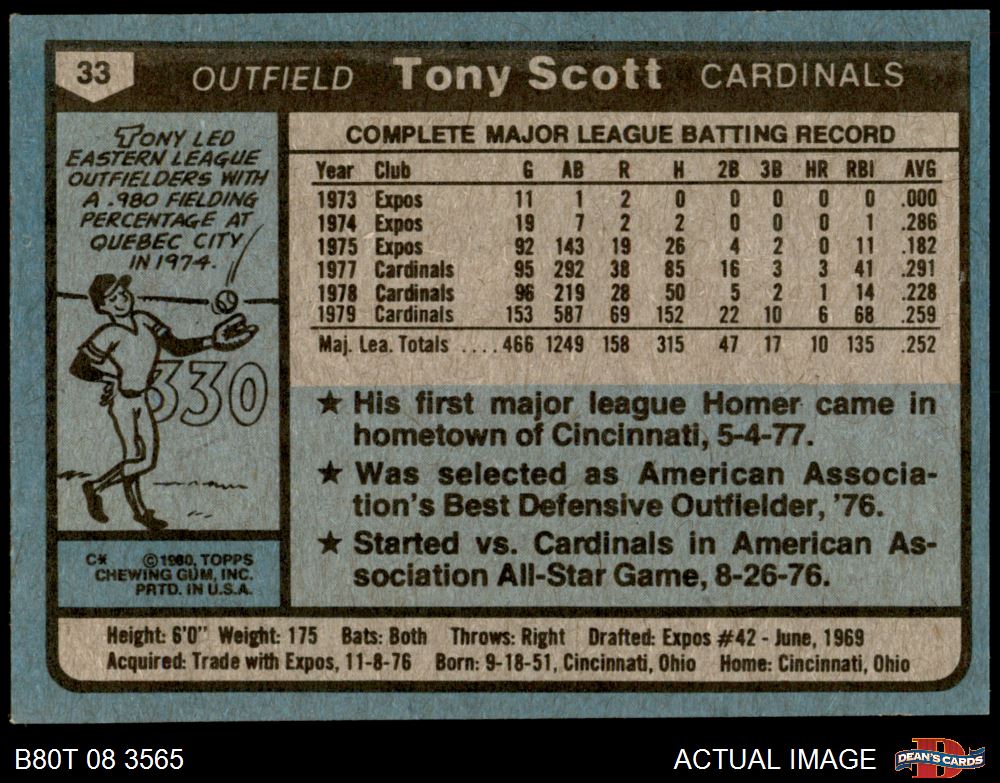 33 OUTFIELD Tony Scott CARDINALS
TONY LED
EASTERN LEAGUE
OUTFIELDERS WITH
A .980 FIELDING
PERCENTAGE AT
QUEBEC CITY
IN 1974.
330
C* © 1980, TOPPS
CHEWING GUM, INC.
PRTD. IN U.S.A.
COMPLETE MAJOR LEAGUE BATTING RECORD
Year Club G AB R H 2B 3B HR RBI AVG
1973 Expos 11 1 2 0 0 0 0 0 .000
1974 Expos 19 7 2 2 0 0 0 1 .286
1975 Expos 92 143 19 26 4 2 0 11 .182
1977 Cardinals 95 292 38 85 16 3 3 41 .291
1978 Cardinals 96 219 28 50 5 2 1 14 .228
1979 Cardinals 153 587 69 152 22 10 6 68 .259
Maj. Lea. Totals ....466 1249 158 315 47 17 10 135 .252
★ His first major league Homer came in
hometown of Cincinnati, 5-4-77.
★ Was selected as American Associa-
tion's Best Defensive Outfielder, '76.
★ Started vs. Cardinals in American As-
sociation All-Star Game, 8-26-76.
Height: 6'0" Weight: 175 Bats: Both Throws: Right Drafted: Expos #42 - June, 1969
Acquired: Trade with Expos, 11-8-76 Born: 9-18-51, Cincinnati, Ohio Home: Cincinnati, Ohio
B80T 08 3565 ACTUAL IMAGE D DEAN'S CARDS